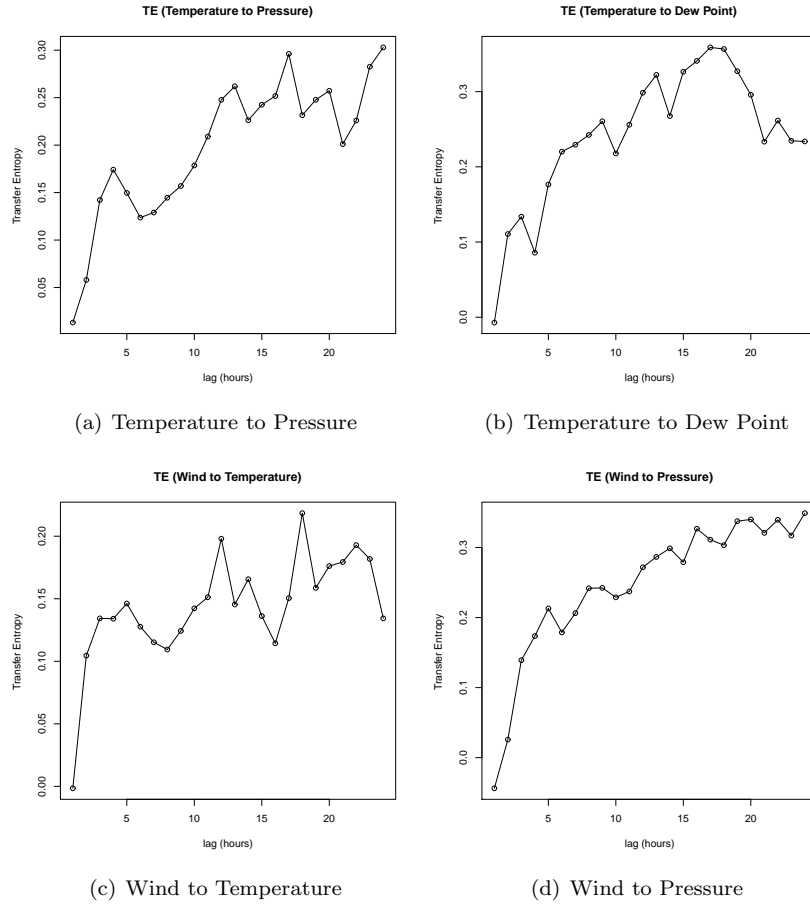 TE (Temperature to Pressure)
Transfer Entropy
0.05 0.10 0.15 0.20 0.25 0.30
5 10 15 20
lag (hours)
(a) Temperature to Pressure
TE (Temperature to Dew Point)
Transfer Entropy
0.0 0.1 0.2 0.3
5 10 15 20
lag (hours)
(b) Temperature to Dew Point
TE (Wind to Temperature)
Transfer Entropy
0.00 0.05 0.10 0.15 0.20
5 10 15 20
lag (hours)
(c) Wind to Temperature
TE (Wind to Pressure)
Transfer Entropy
0.0 0.1 0.2 0.3
5 10 15 20
lag (hours)
(d) Wind to Pressure